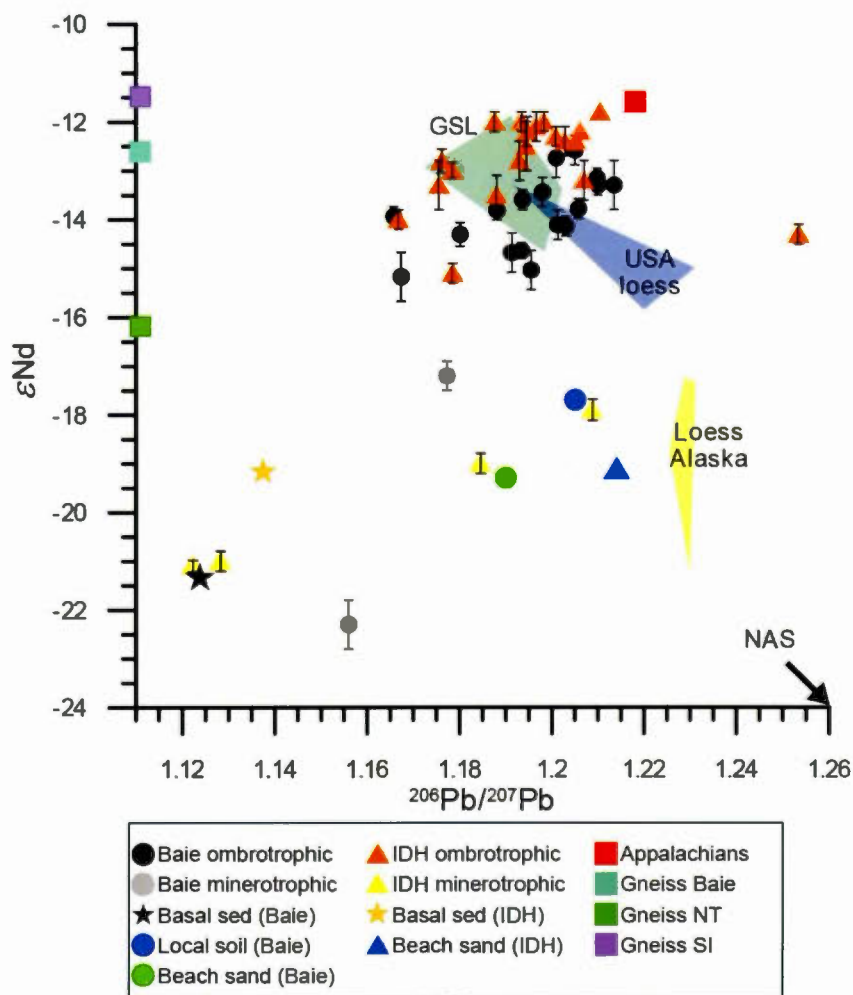 -10
-12
-14
-16
-18
-20
-22
-24
εNd
GSL
USA
loess
Loess
Alaska
NAS
1.12 1.14 1.16 1.18 1.2 1.22 1.24 1.26
²⁰⁶Pb/²⁰⁷Pb
Baie ombrotrophic IDH ombrotrophic Appalachians
Baie minerotrophic IDH minerotrophic Gneiss Baie
Basal sed (Baie) Basal sed (IDH) Gneiss NT
Local soil (Baie) Beach sand (IDH) Gneiss SI
Beach sand (Baie)